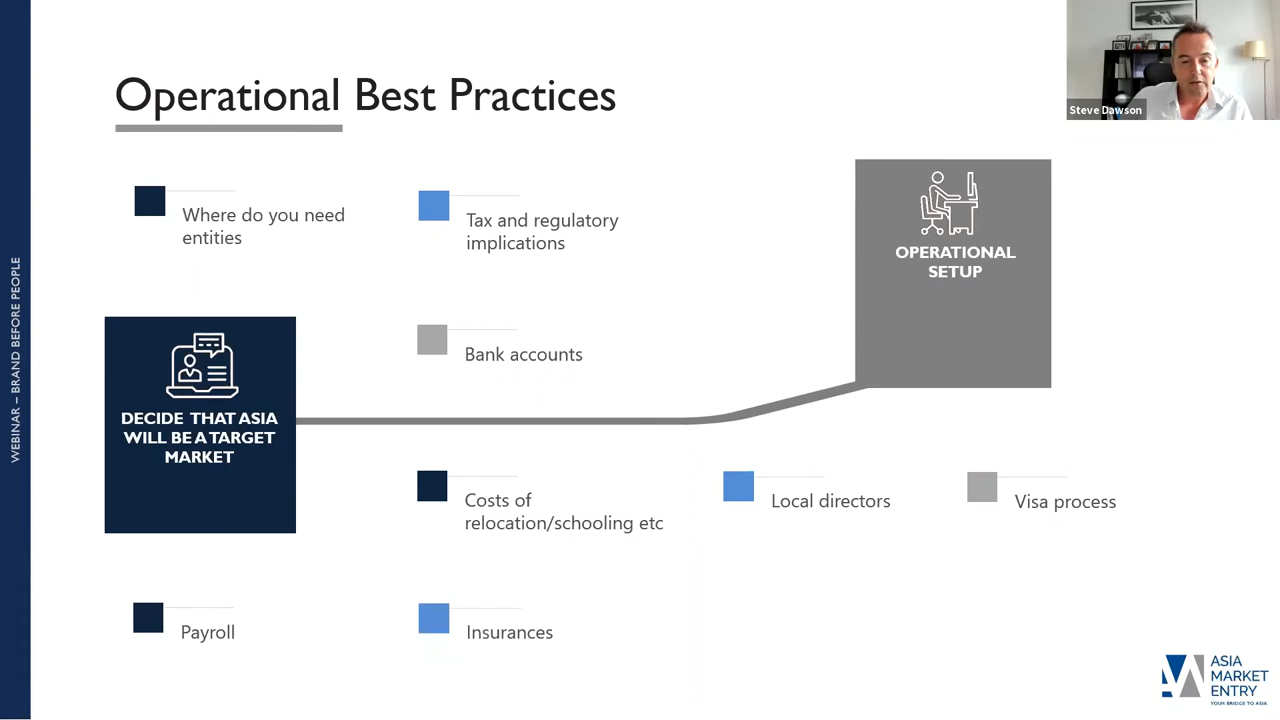 Operational Best Practices
Steve Dawson
WEBINAR – BRAND BEFORE PEOPLE
Where do you need
entities
Tax and regulatory
implications
OPERATIONAL
SETUP
Bank accounts
DECIDE THAT ASIA
WILL BE A TARGET
MARKET
Costs of
relocation/schooling etc
Local directors
Visa process
Payroll
Insurances
ASIA
MARKET
ENTRY
YOUR BRIDGE TO ASIA